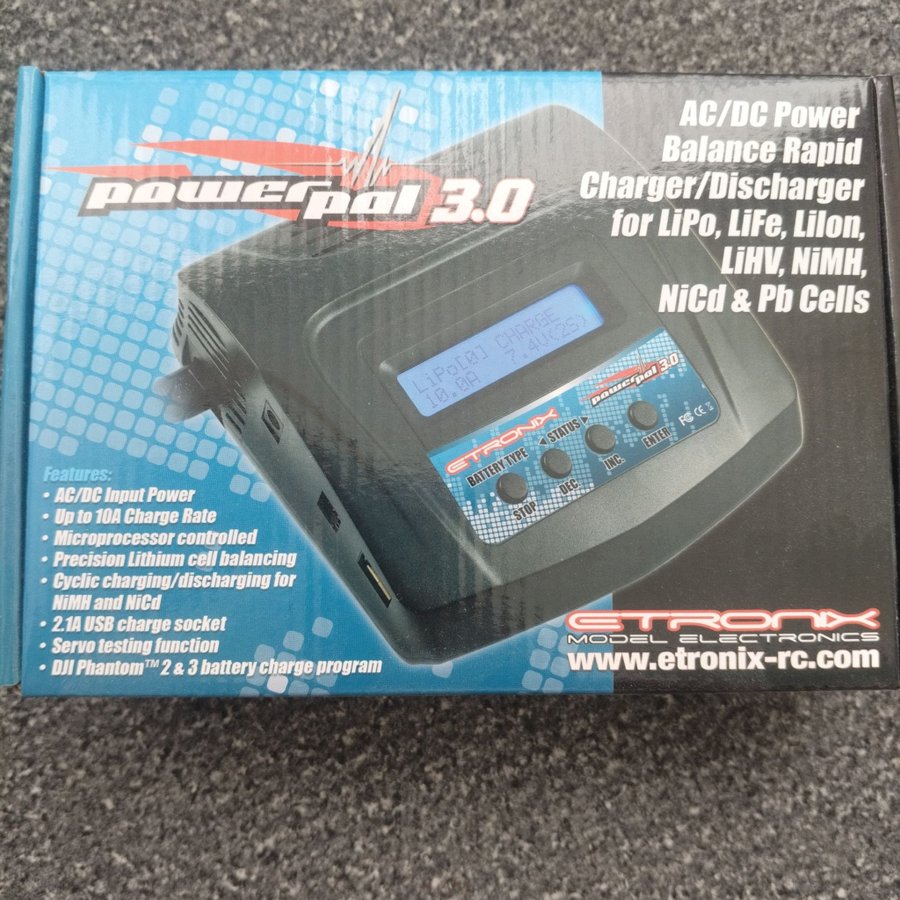 powerpal 3.0
AC/DC Power
Balance Rapid
Charger/Discharger
for LiPo, LiFe, LiIon,
LiHV, NiMH,
NiCd & Pb Cells
LiPo[0] CHARGE
10.0A 7.4V(2S)
powerpal 3.0
ETRONIX
BATTERY TYPE
◄ STATUS ►
STOP
DEC.
INC.
ENTER
FC CE
Features:
• AC/DC Input Power
• Up to 10A Charge Rate
• Microprocessor controlled
• Precision Lithium cell balancing
• Cyclic charging/discharging for
NiMH and NiCd
• 2.1A USB charge socket
• Servo testing function
• DJI Phantom™ 2 & 3 battery charge program
ETRONIX
MODEL ELECTRONICS
www.etronix-rc.com